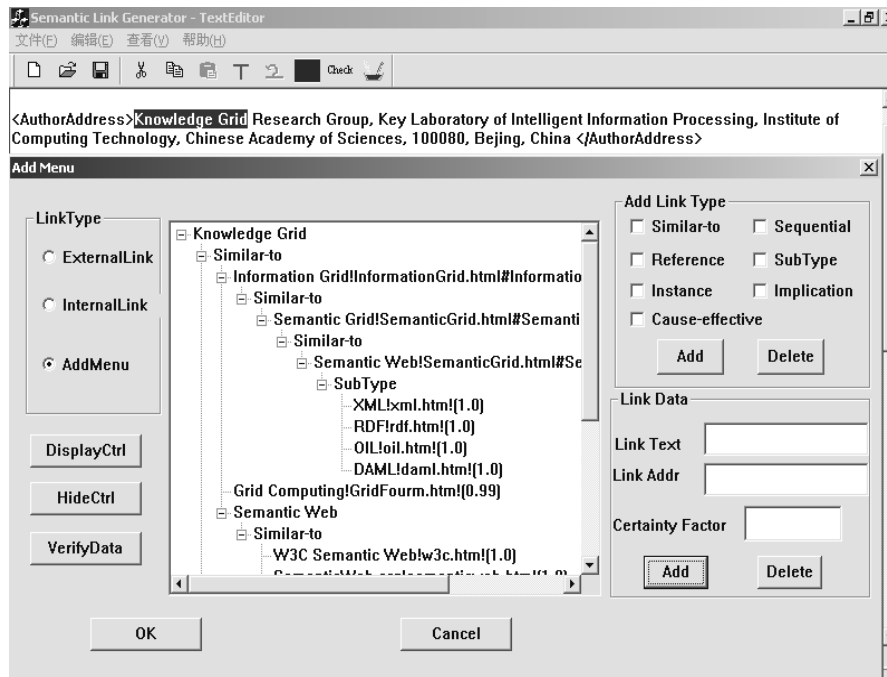 Semantic Link Generator - TextEditor
文件(F) 编辑(E) 查看(V) 帮助(H)
Check
<AuthorAddress>Knowledge Grid Research Group, Key Laboratory of Intelligent Information Processing, Institute of
Computing Technology, Chinese Academy of Sciences, 100080, Bejing, China </AuthorAddress>
Add Menu
LinkType
ExternalLink
InternalLink
AddMenu
DisplayCtrl
HideCtrl
VerifyData
Knowledge Grid
Similar-to
Information Grid!InformationGrid.html#Informatio
Similar-to
Semantic Grid!SemanticGrid.html#Semanti
Similar-to
Semantic Web!SemanticGrid.html#Se
SubType
XML!xml.htm!(1.0)
RDF!rdf.htm!(1.0)
OIL!oil.htm!(1.0)
DAML!daml.htm!(1.0)
Grid Computing!GridFourm.htm!(0.99)
Semantic Web
Similar-to
W3C Semantic Web!w3c.htm!(1.0)
Add Link Type
Similar-to Sequential
Reference SubType
Instance Implication
Cause-effective
Add Delete
Link Data
Link Text
Link Addr
Certainty Factor
Add Delete
OK Cancel